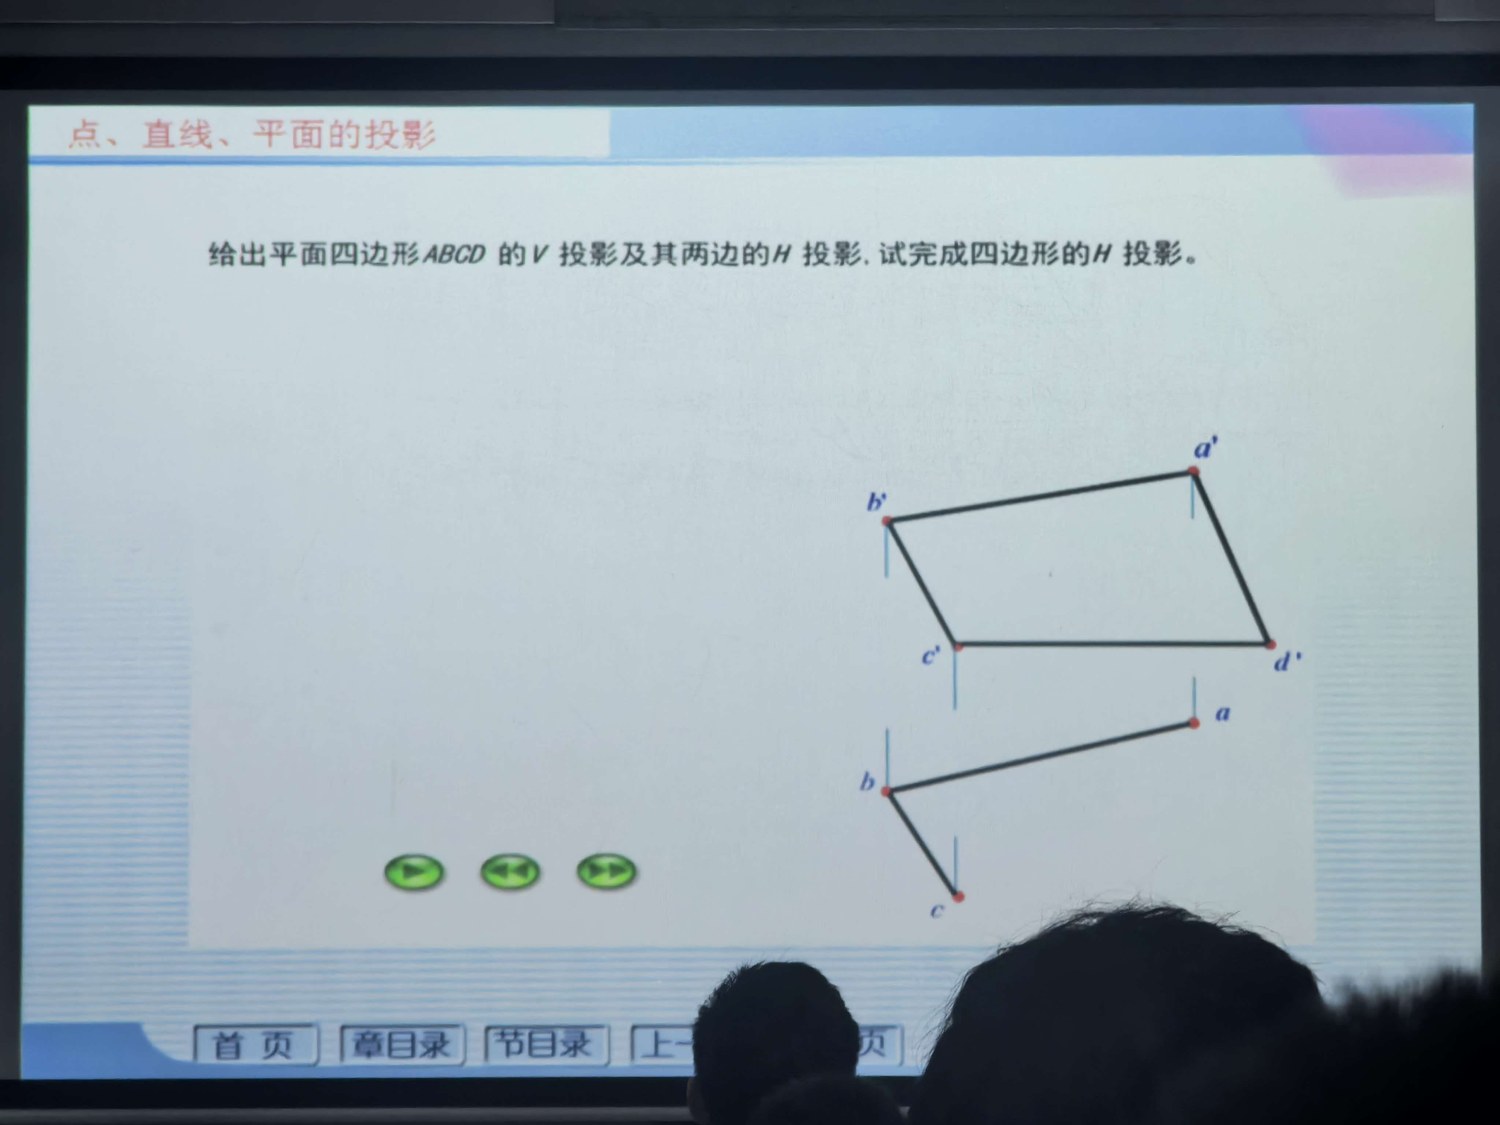 点、直线、平面的投影
给出平面四边形ABCD 的V 投影及其两边的H 投影, 试完成四边形的H 投影。
a'
b'
c'
d'
a
b
c
首 页
章目录
节目录
上一
页